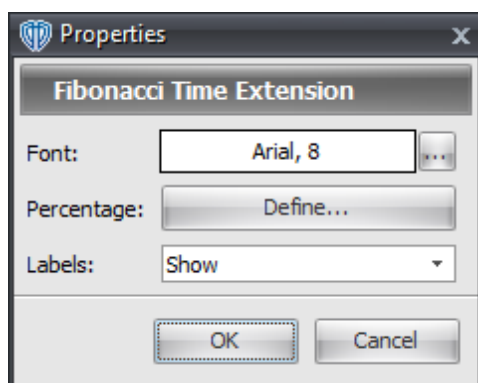 Properties x
Fibonacci Time Extension
Font: Arial, 8 ...
Percentage: Define...
Labels: Show
OK Cancel